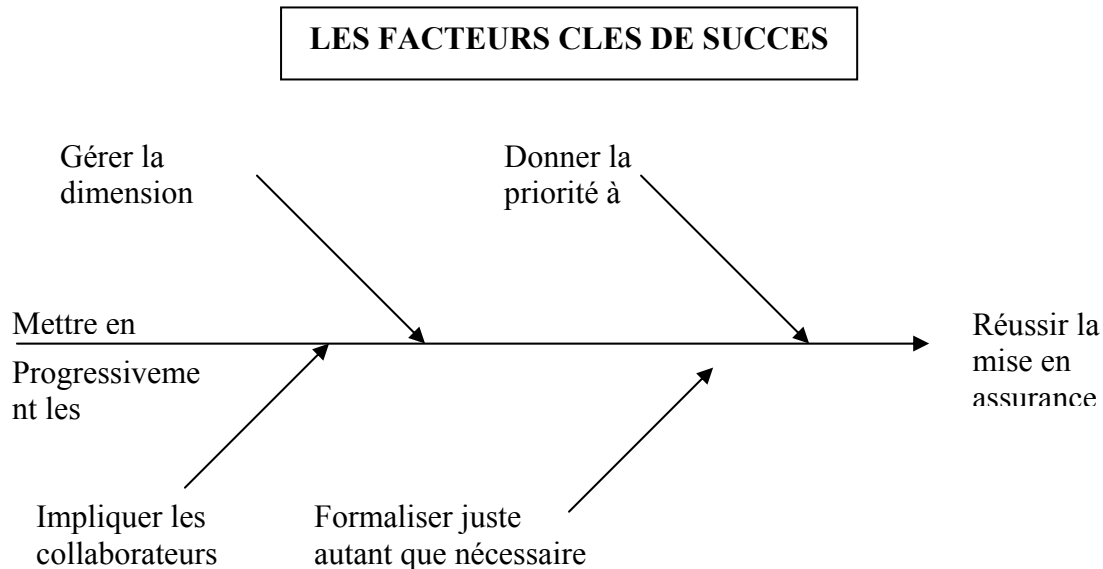 LES FACTEURS CLES DE SUCCES
Gérer la
dimension
Donner la
priorité à
Mettre en
Progressiveme
nt les
Réussir la
mise en
assurance
Impliquer les
collaborateurs
Formaliser juste
autant que nécessaire